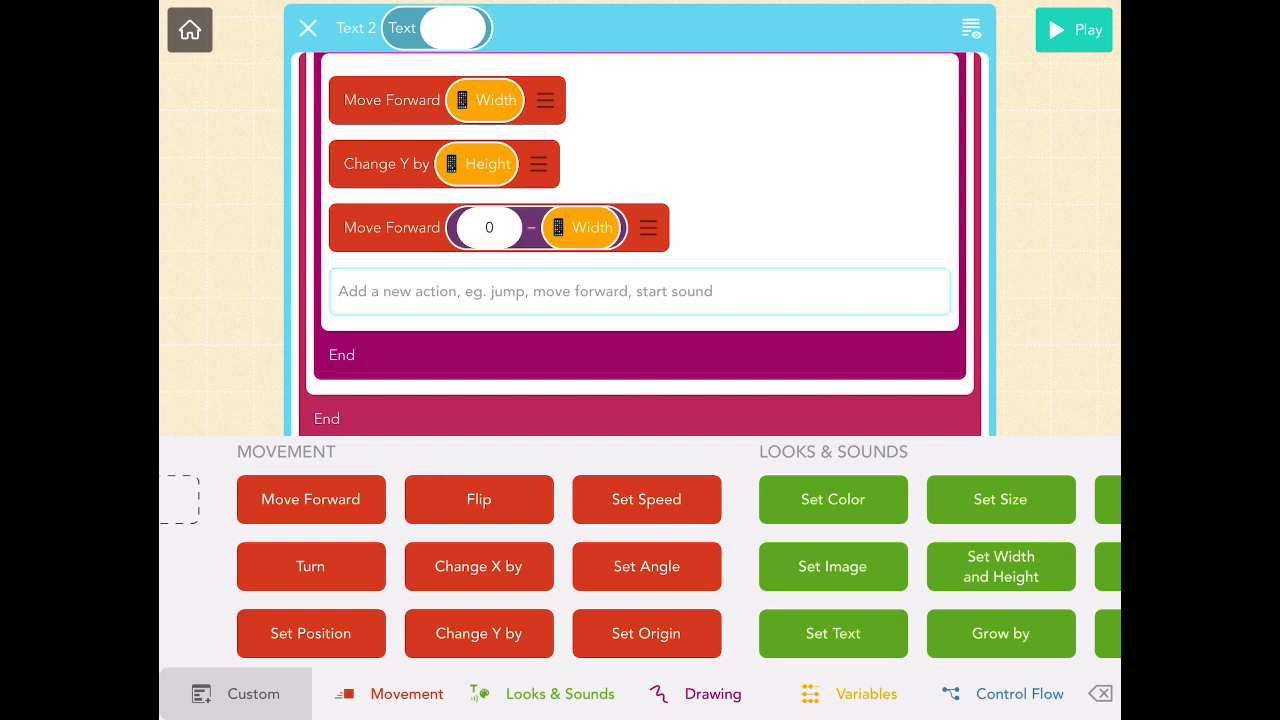 Text 2 Text
Play
Move Forward Width
Change Y by Height
Move Forward 0 − Width
Add a new action, eg. jump, move forward, start sound
End
End
MOVEMENT LOOKS & SOUNDS
Move Forward Flip Set Speed Set Color Set Size
Turn Change X by Set Angle Set Image Set Width
and Height
Set Position Change Y by Set Origin Set Text Grow by
Custom Movement Looks & Sounds Drawing Variables Control Flow